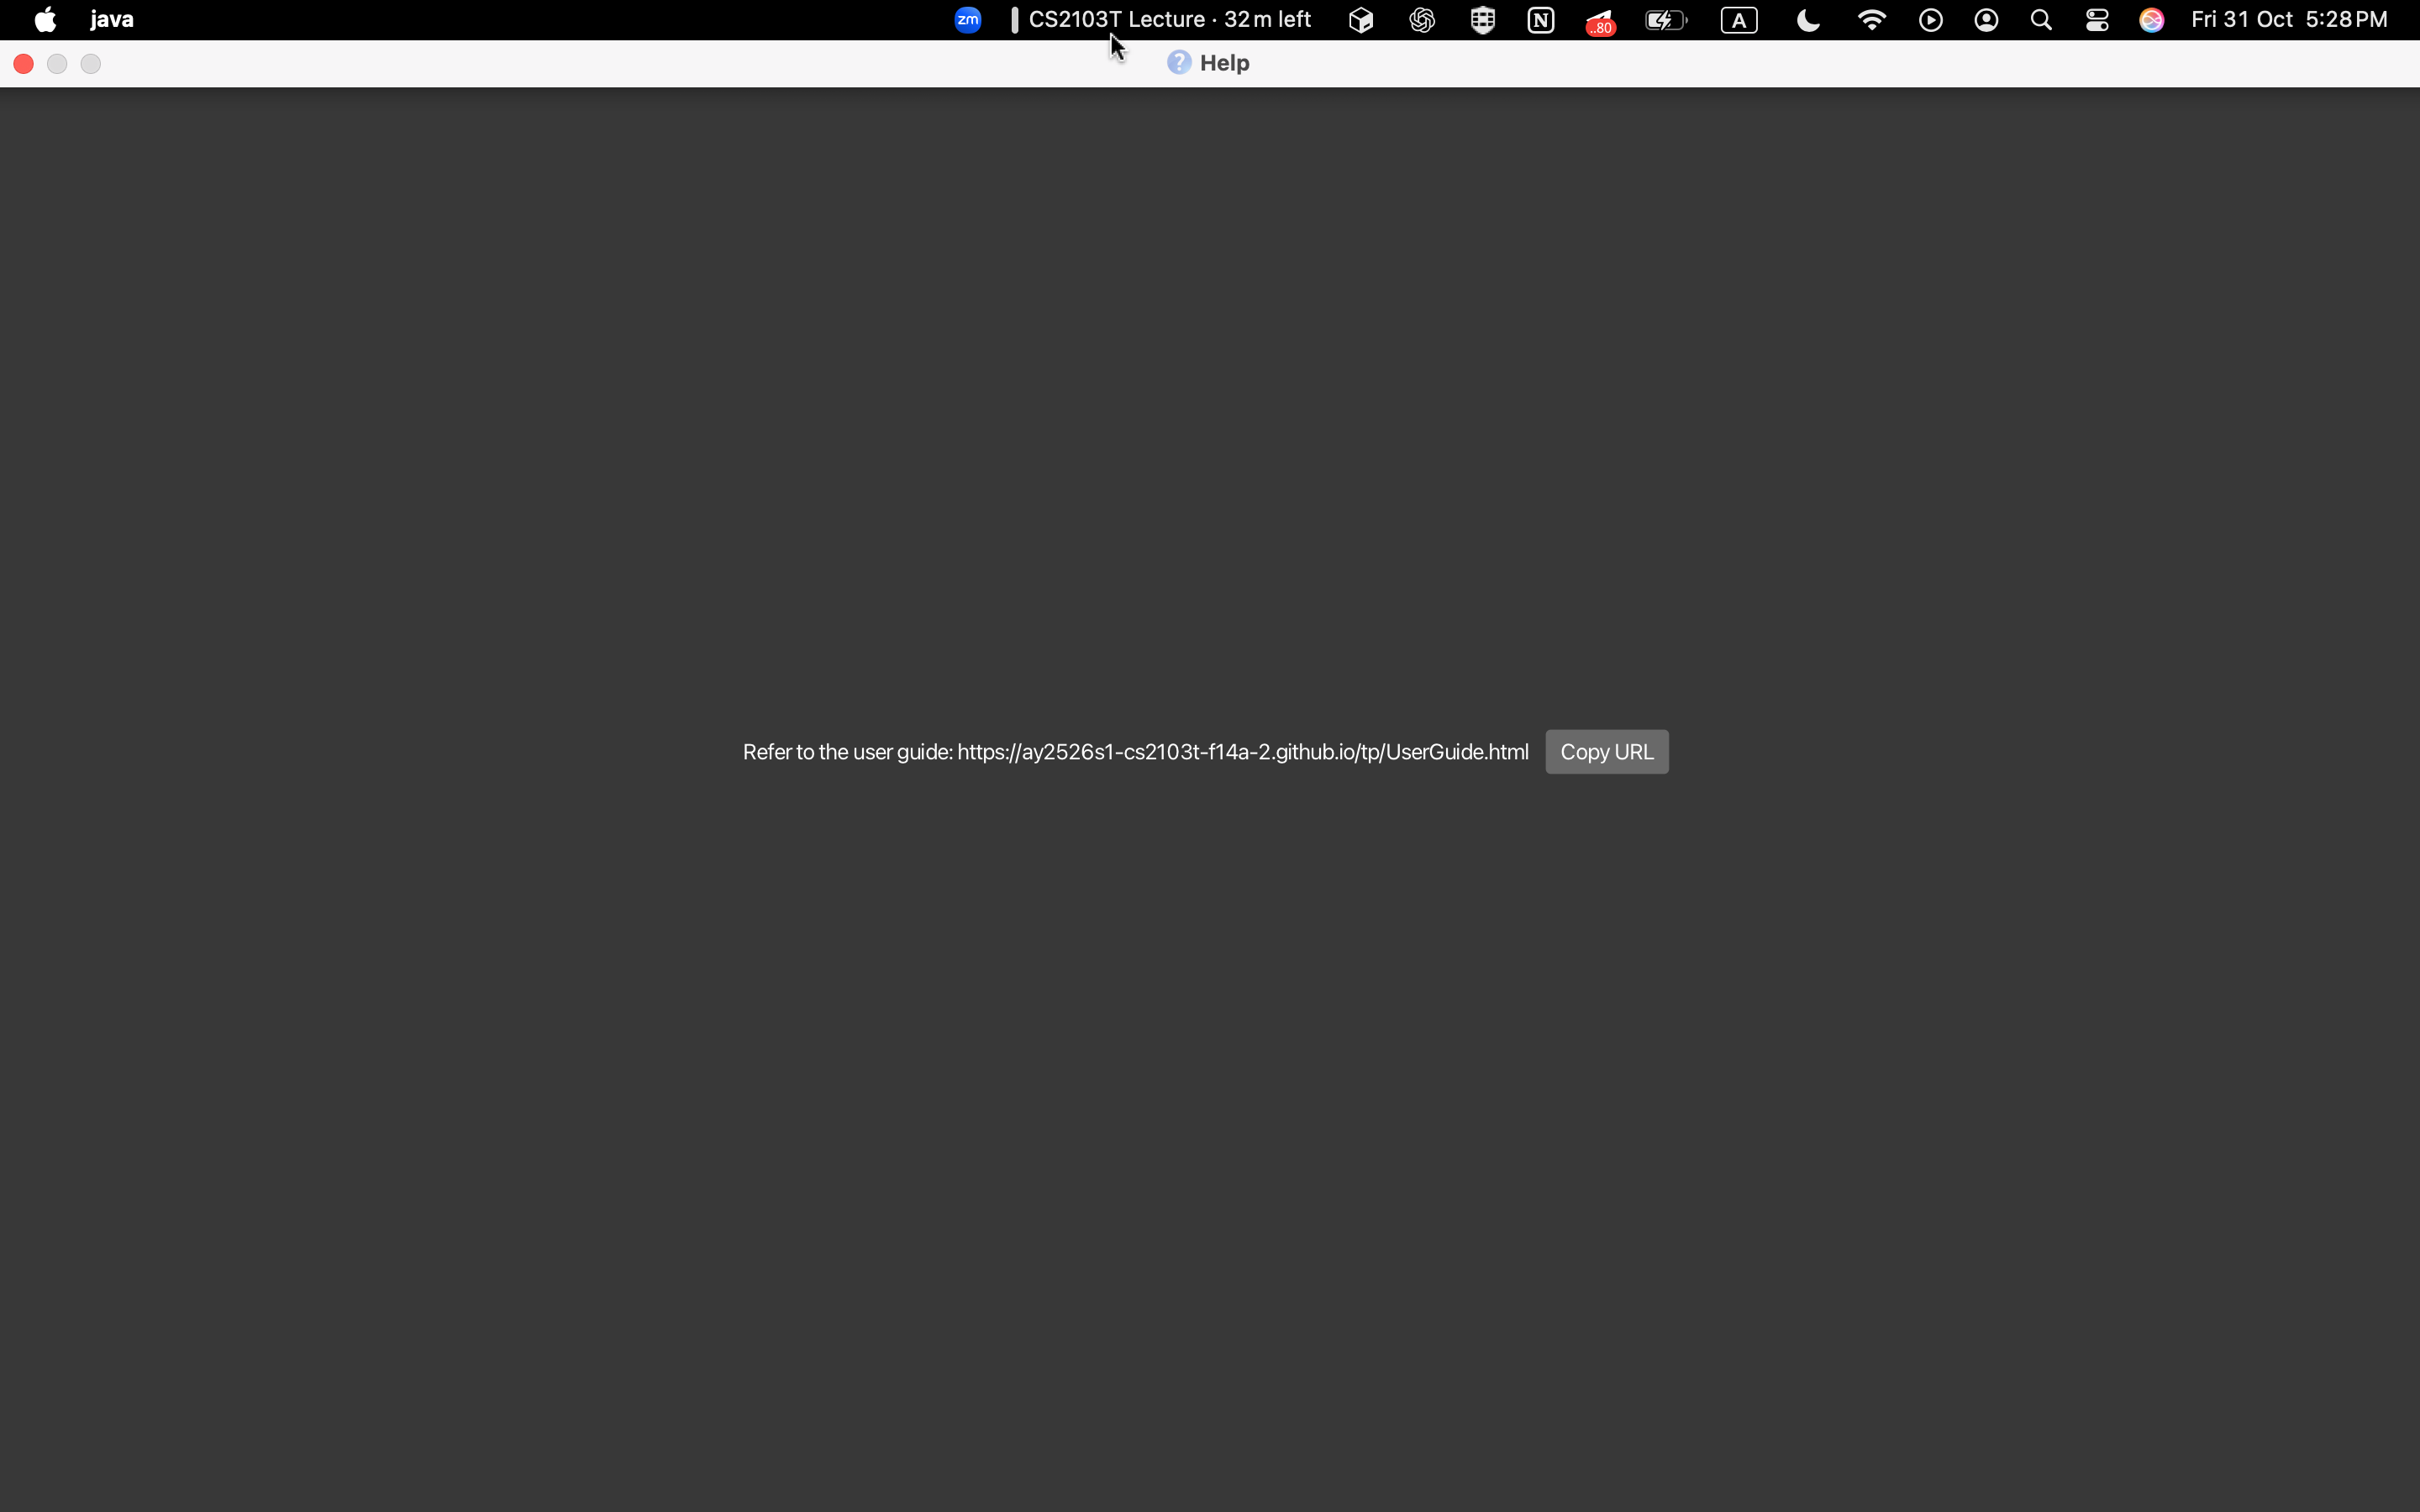 java zm CS2103T Lecture · 32 m left N ..80 A Fri 31 Oct 5:28 PM
? Help
Refer to the user guide: https://ay2526s1-cs2103t-f14a-2.github.io/tp/UserGuide.html Copy URL